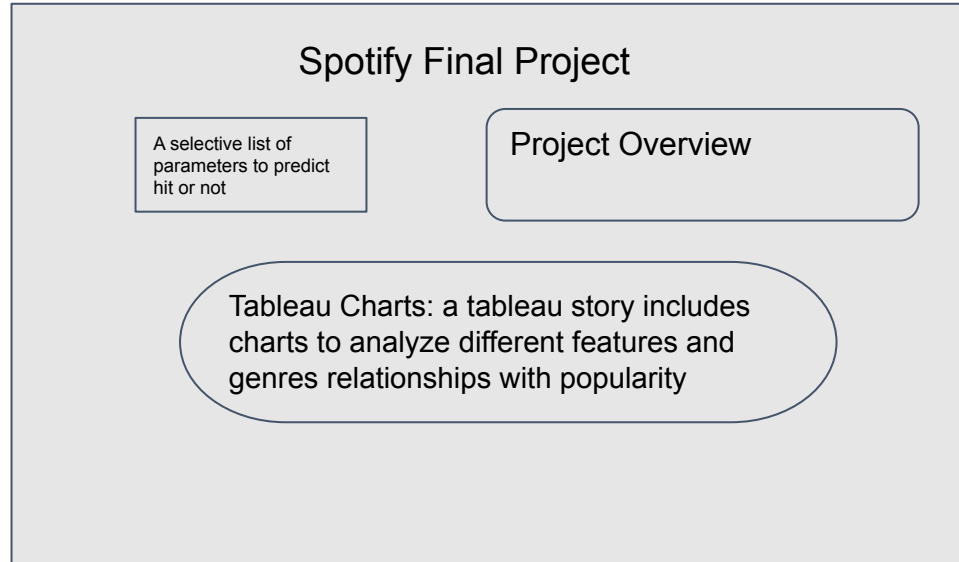 Spotify Final Project
A selective list of
parameters to predict
hit or not
Project Overview
Tableau Charts: a tableau story includes
charts to analyze different features and
genres relationships with popularity